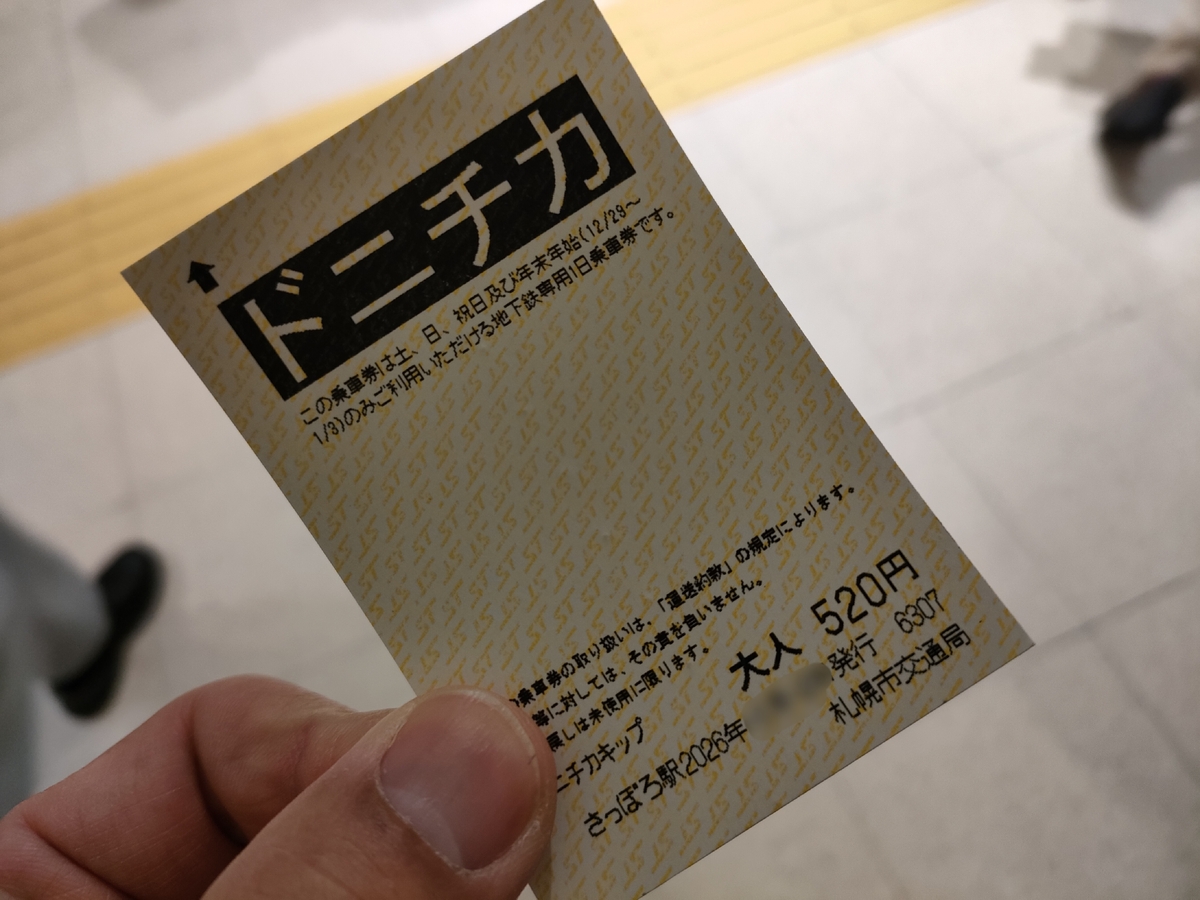 ドニチカ
この乗車券は土、日、祝日及び年末年始(12/29～
1/3)のみご利用いただける地下鉄専用1日乗車券です。
乗車券の取り扱いは、「運送約款」の規定によります。
等に対しては、その責を負いません。
戻しは未使用に限ります。
大人 520円
ニチカキップ
さっぽろ駅2026年 発行 6307
札幌市交通局